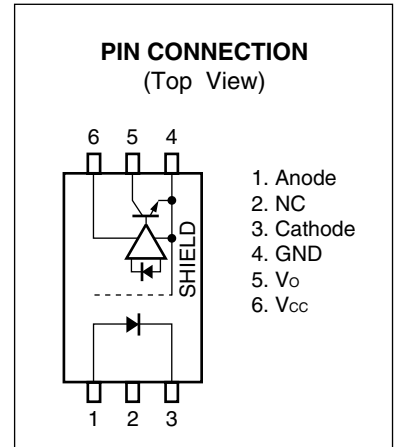 PIN CONNECTION
(Top View)
6 5 4
SHIELD
1 2 3
1. Anode
2. NC
3. Cathode
4. GND
5. Vo
6. Vcc